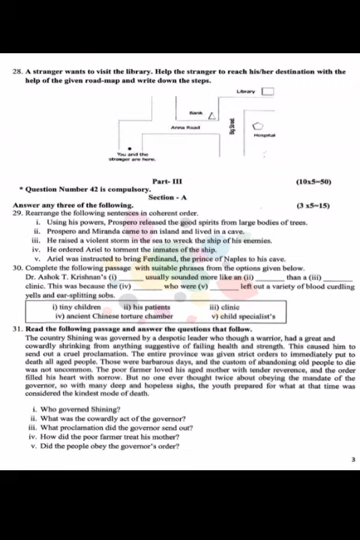 28. A stranger wants to visit the library. Help the stranger to reach his/her destination with the
help of the given road-map and write down the steps.
Library
Bank
Anna Road
Big Street
Hospital
You and the
stranger are here.
Part- III (10x5=50)
* Question Number 42 is compulsory.
Section - A
Answer any three of the following. (3 x5=15)
29. Rearrange the following sentences in coherent order.
i. Using his powers, Prospero released the good spirits from large bodies of trees.
ii. Prospero and Miranda came to an island and lived in a cave.
iii. He raised a violent storm in the sea to wreck the ship of his enemies.
iv. He ordered Ariel to torment the inmates of the ship.
v. Ariel was instructed to bring Ferdinand, the prince of Naples to his cave.
30. Complete the following passage with suitable phrases from the options given below.
Dr. Ashok T. Krishnan's (i) ______ usually sounded more like an (ii) ______ than a (iii)
clinic. This was because the (iv) ______ who were (v) ______ left out a variety of blood curdling
yells and ear-splitting sobs.
i) tiny children ii) his patients iii) clinic
iv) ancient Chinese torture chamber v) child specialist's
31. Read the following passage and answer the questions that follow.
The country Shining was governed by a despotic leader who though a warrior, had a great and
cowardly shrinking from anything suggestive of failing health and strength. This caused him to
send out a cruel proclamation. The entire province was given strict orders to immediately put to
death all aged people. Those were barbarous days, and the custom of abandoning old people to die
was not uncommon. The poor farmer loved his aged mother with tender reverence, and the order
filled his heart with sorrow. But no one ever thought twice about obeying the mandate of the
governor, so with many deep and hopeless sighs, the youth prepared for what at that time was
considered the kindest mode of death.
i. Who governed Shining?
ii. What was the cowardly act of the governor?
iii. What proclamation did the governor send out?
iv. How did the poor farmer treat his mother?
v. Did the people obey the governor's order?
3